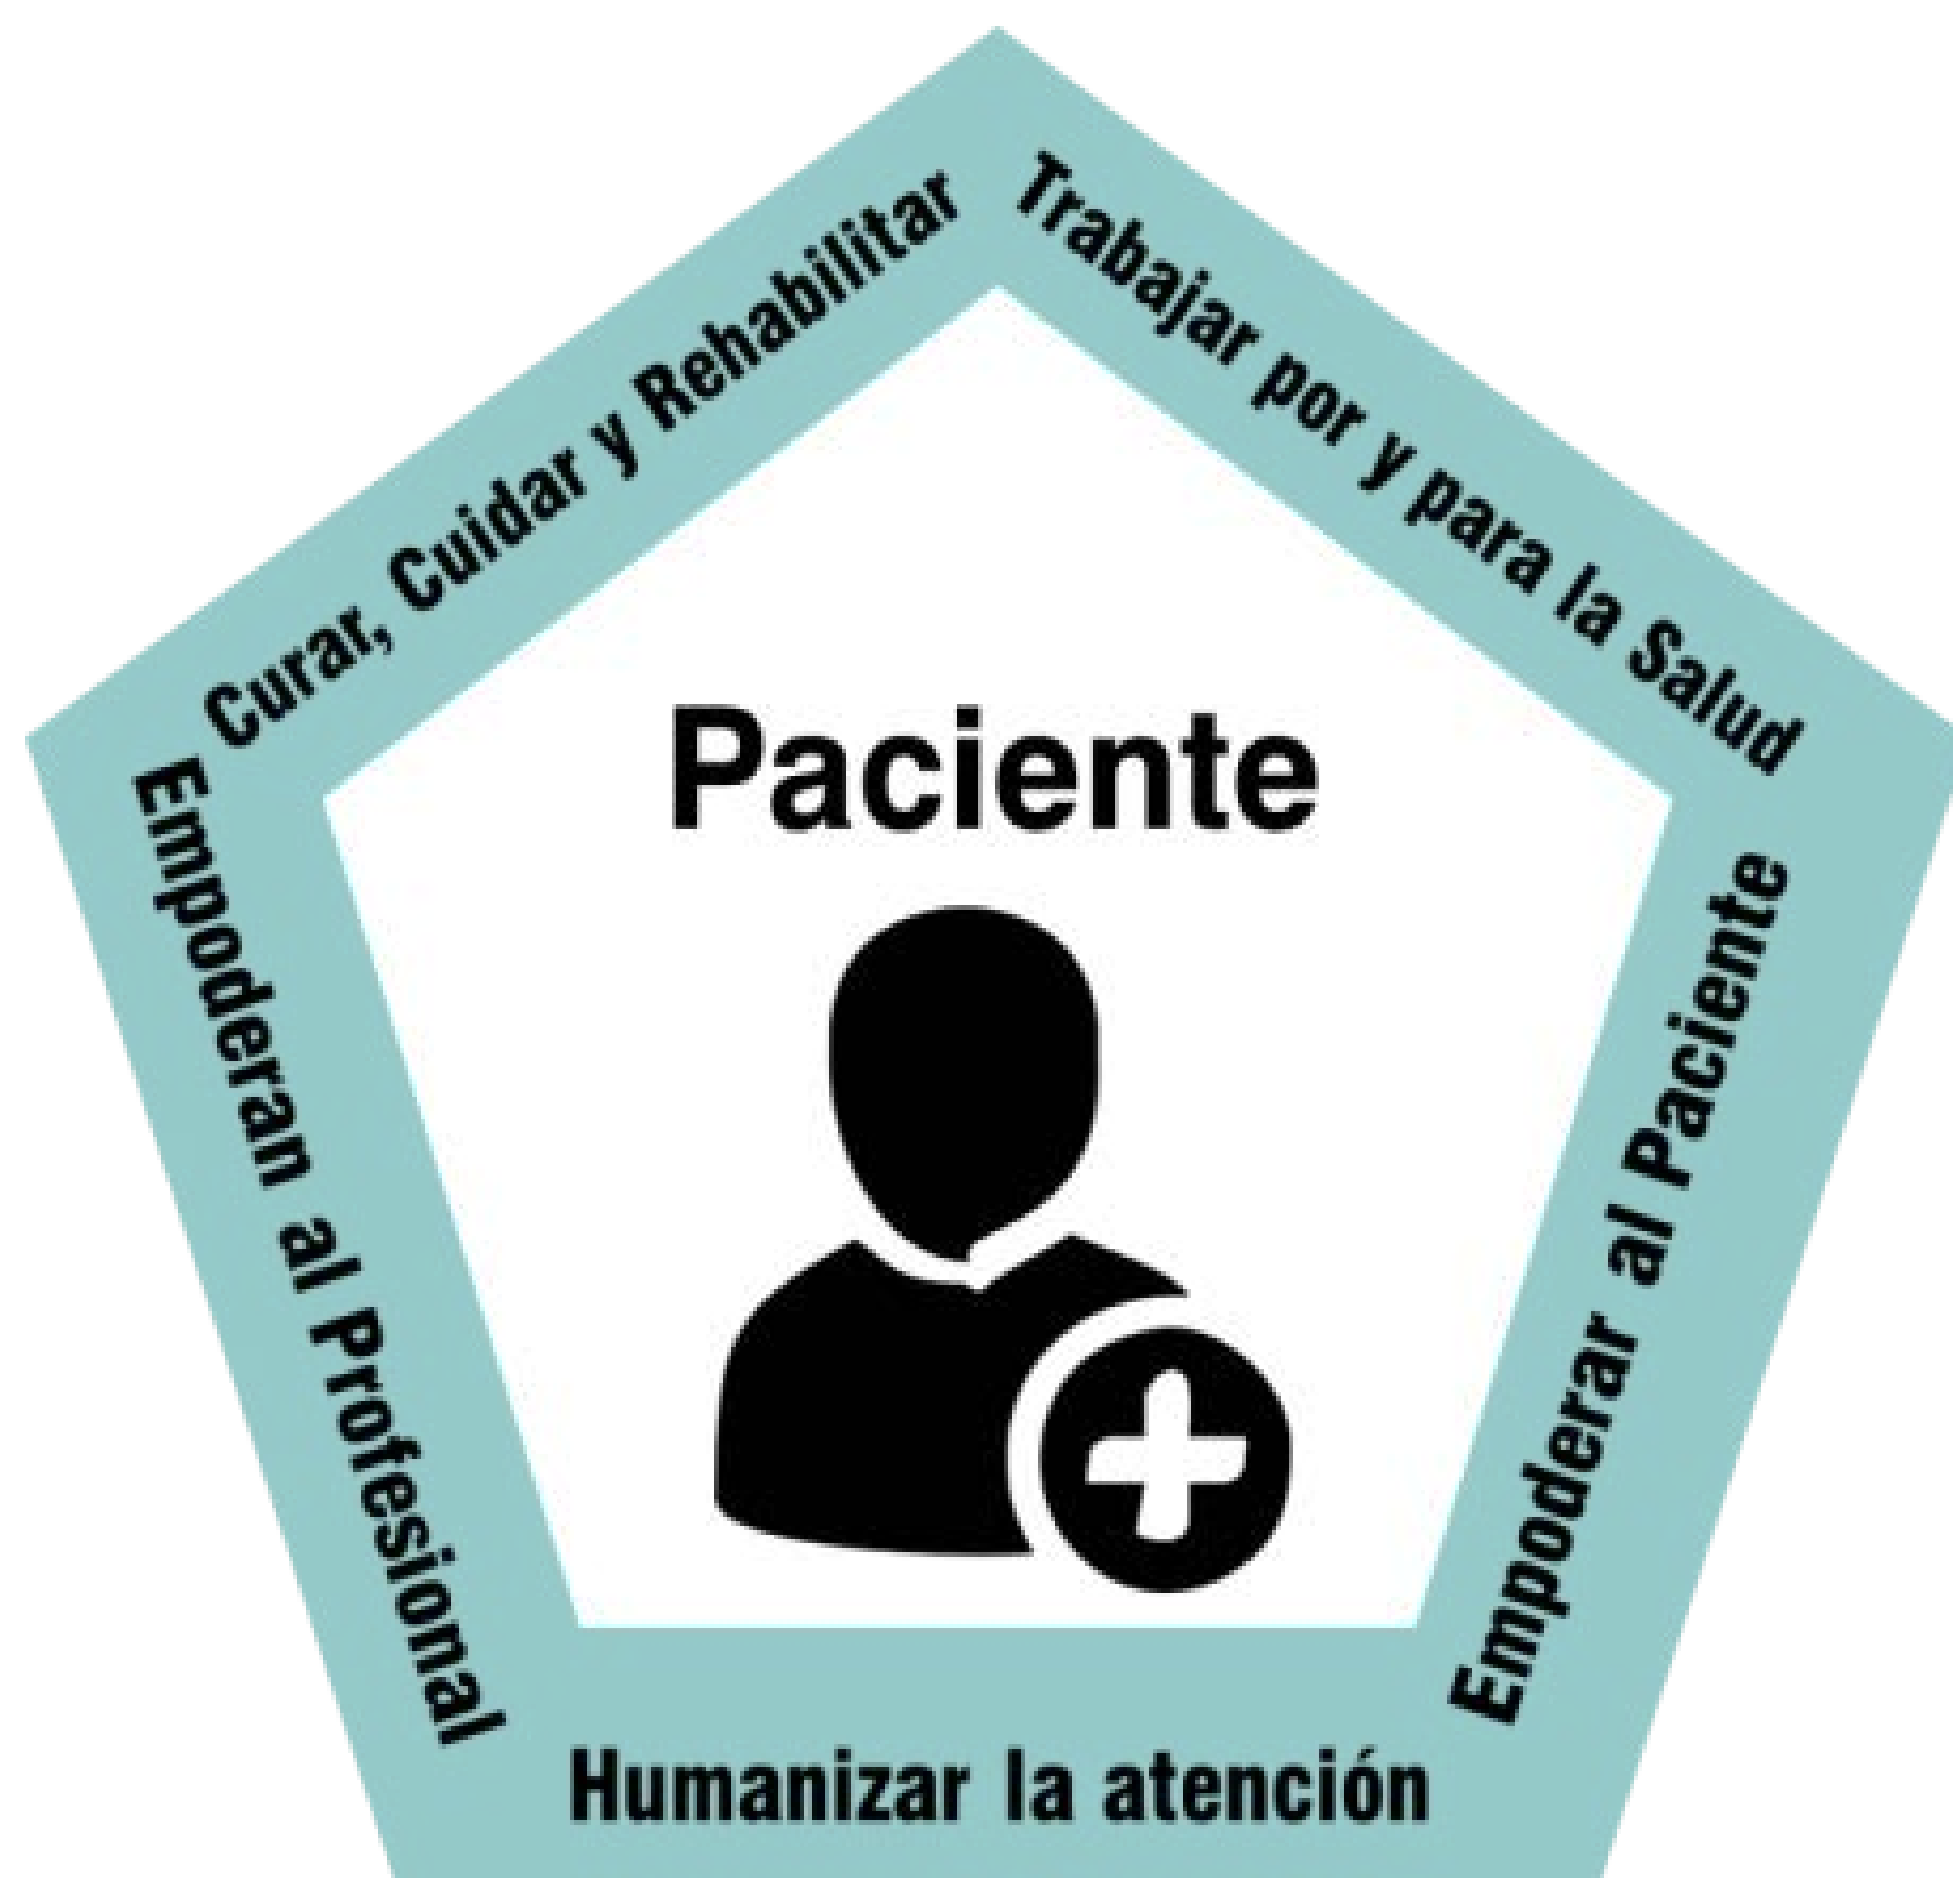 Curar, Cuidar y Rehabilitar
Trabajar por y para la Salud
Paciente
Empoderan al Profesional
Empoderar al Paciente
Humanizar la atención